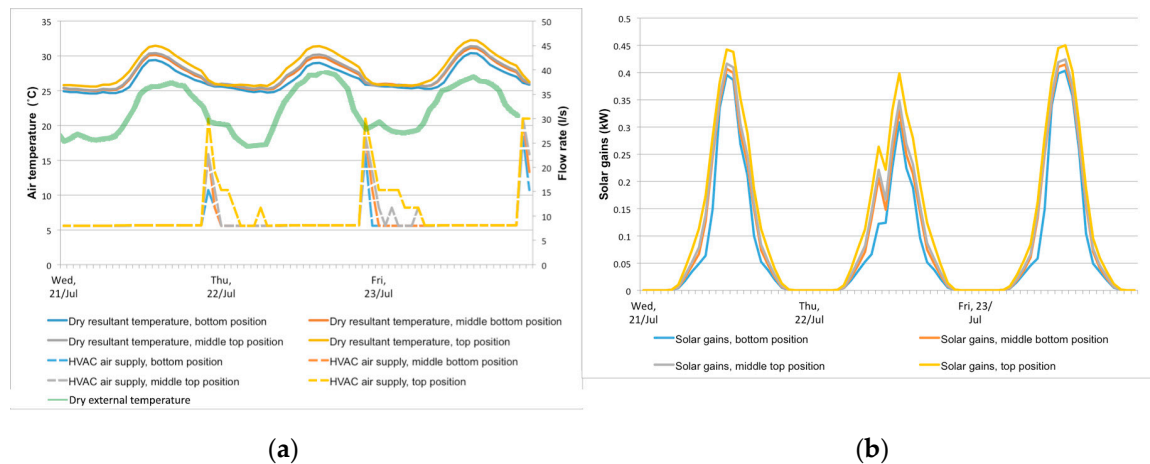 35
30
25
20
15
10
5
0
Air temperature (˚C)
50
45
40
35
30
25
20
15
10
5
0
Flow rate (l/s)
Wed,
21/Jul
Thu,
22/Jul
Fri,
23/Jul
Dry resultant temperature, bottom position
Dry resultant temperature, middle bottom position
Dry resultant temperature, middle top position
Dry resultant temperature, top position
HVAC air supply, bottom position
HVAC air supply, middle bottom position
HVAC air supply, middle top position
HVAC air supply, top position
Dry external temperature
(a)
0.5
0.45
0.4
0.35
0.3
0.25
0.2
0.15
0.1
0.05
0
Solar gains (kW)
Wed,
21/Jul
Thu,
22/Jul
Fri, 23/
Jul
Solar gains, bottom position
Solar gains, middle bottom position
Solar gains, middle top position
Solar gains, top position
(b)